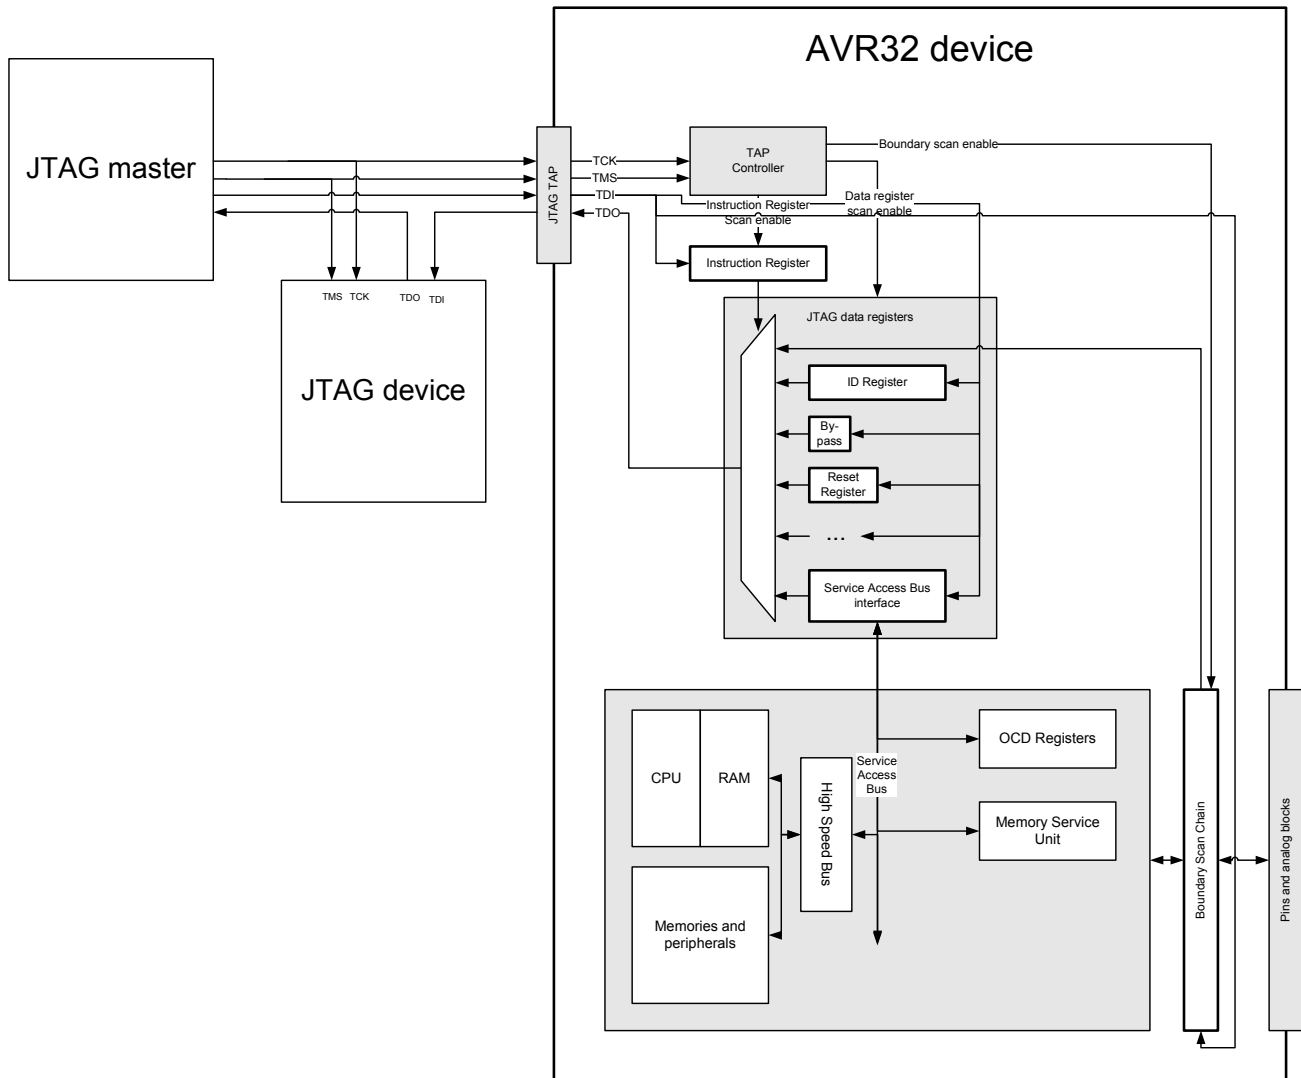 AVR32 device
JTAG master
JTAG TAP
TCK
TMS
TDI
TDO
TAP
Controller
Boundary scan enable
Data register
scan enable
Instruction Register
Scan enable
Instruction Register
TMS
TCK
TDO
TDI
JTAG device
JTAG data registers
ID Register
By-
pass
Reset
Register
...
Service Access Bus
interface
CPU
RAM
High Speed Bus
Service
Access
Bus
OCD Registers
Memory Service
Unit
Memories and
peripherals
Boundary Scan Chain
Pins and analog blocks